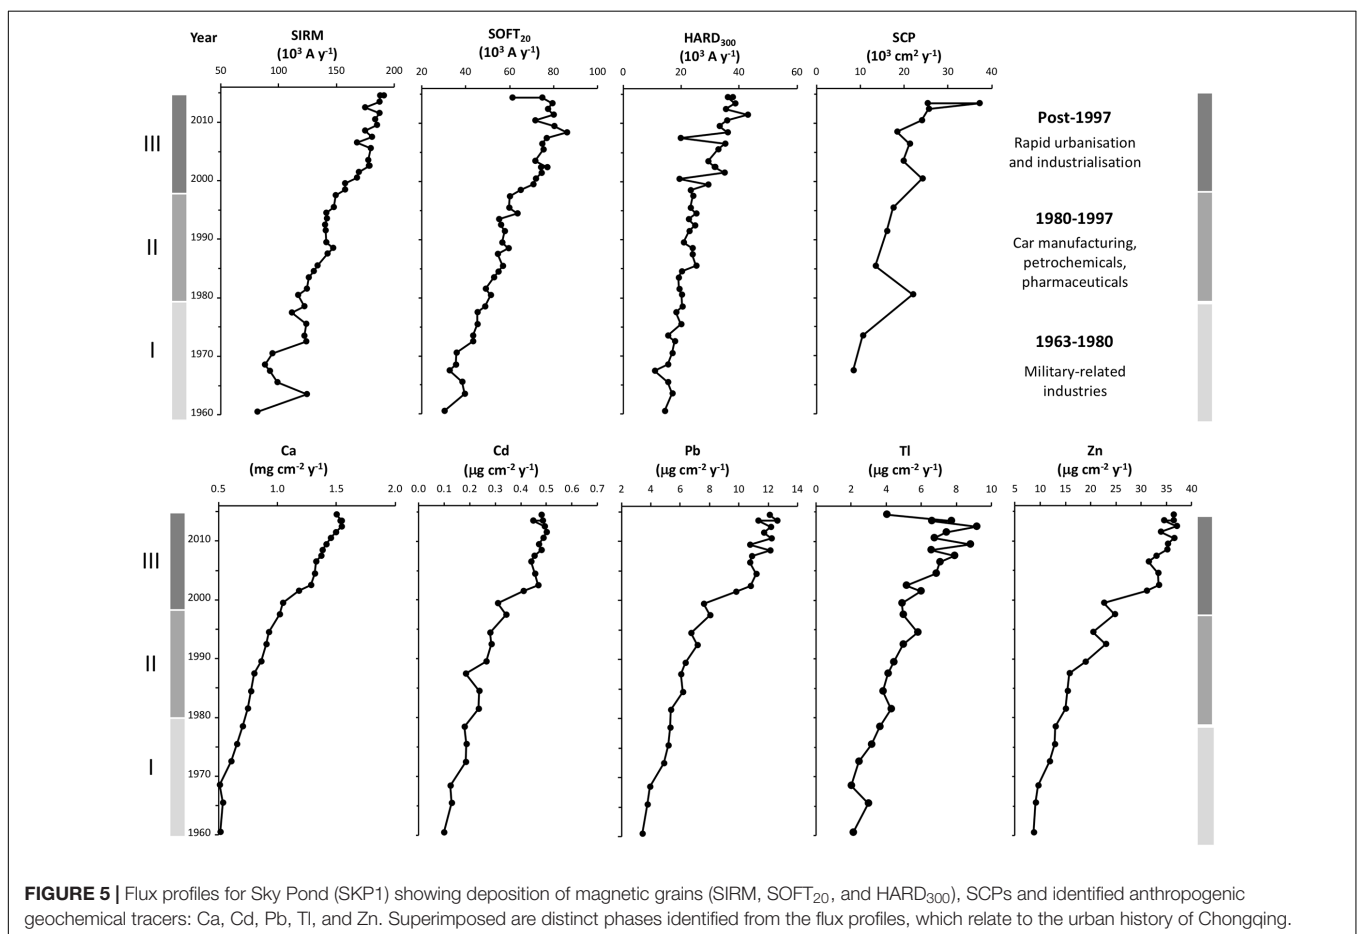 Year
SIRM
(10³ A y⁻¹)
SOFT₂₀
(10³ A y⁻¹)
HARD₃₀₀
(10³ A y⁻¹)
SCP
(10³ cm² y⁻¹)
50 100 150 200
20 40 60 80 100
0 20 40 60
0 10 20 30 40
III
II
I
2010
2000
1990
1980
1970
1960
Post-1997
Rapid urbanisation
and industrialisation
1980-1997
Car manufacturing,
petrochemicals,
pharmaceuticals
1963-1980
Military-related
industries
Ca
(mg cm⁻² y⁻¹)
Cd
(µg cm⁻² y⁻¹)
Pb
(µg cm⁻² y⁻¹)
Tl
(µg cm⁻² y⁻¹)
Zn
(µg cm⁻² y⁻¹)
0.5 1.0 1.5 2.0
0.0 0.1 0.2 0.3 0.4 0.5 0.6 0.7
2 4 6 8 10 12 14
0 2 4 6 8 10
5 10 15 20 25 30 35 40
III
II
I
2010
2000
1990
1980
1970
1960
FIGURE 5 | Flux profiles for Sky Pond (SKP1) showing deposition of magnetic grains (SIRM, SOFT₂₀, and HARD₃₀₀), SCPs and identified anthropogenic
geochemical tracers: Ca, Cd, Pb, Tl, and Zn. Superimposed are distinct phases identified from the flux profiles, which relate to the urban history of Chongqing.